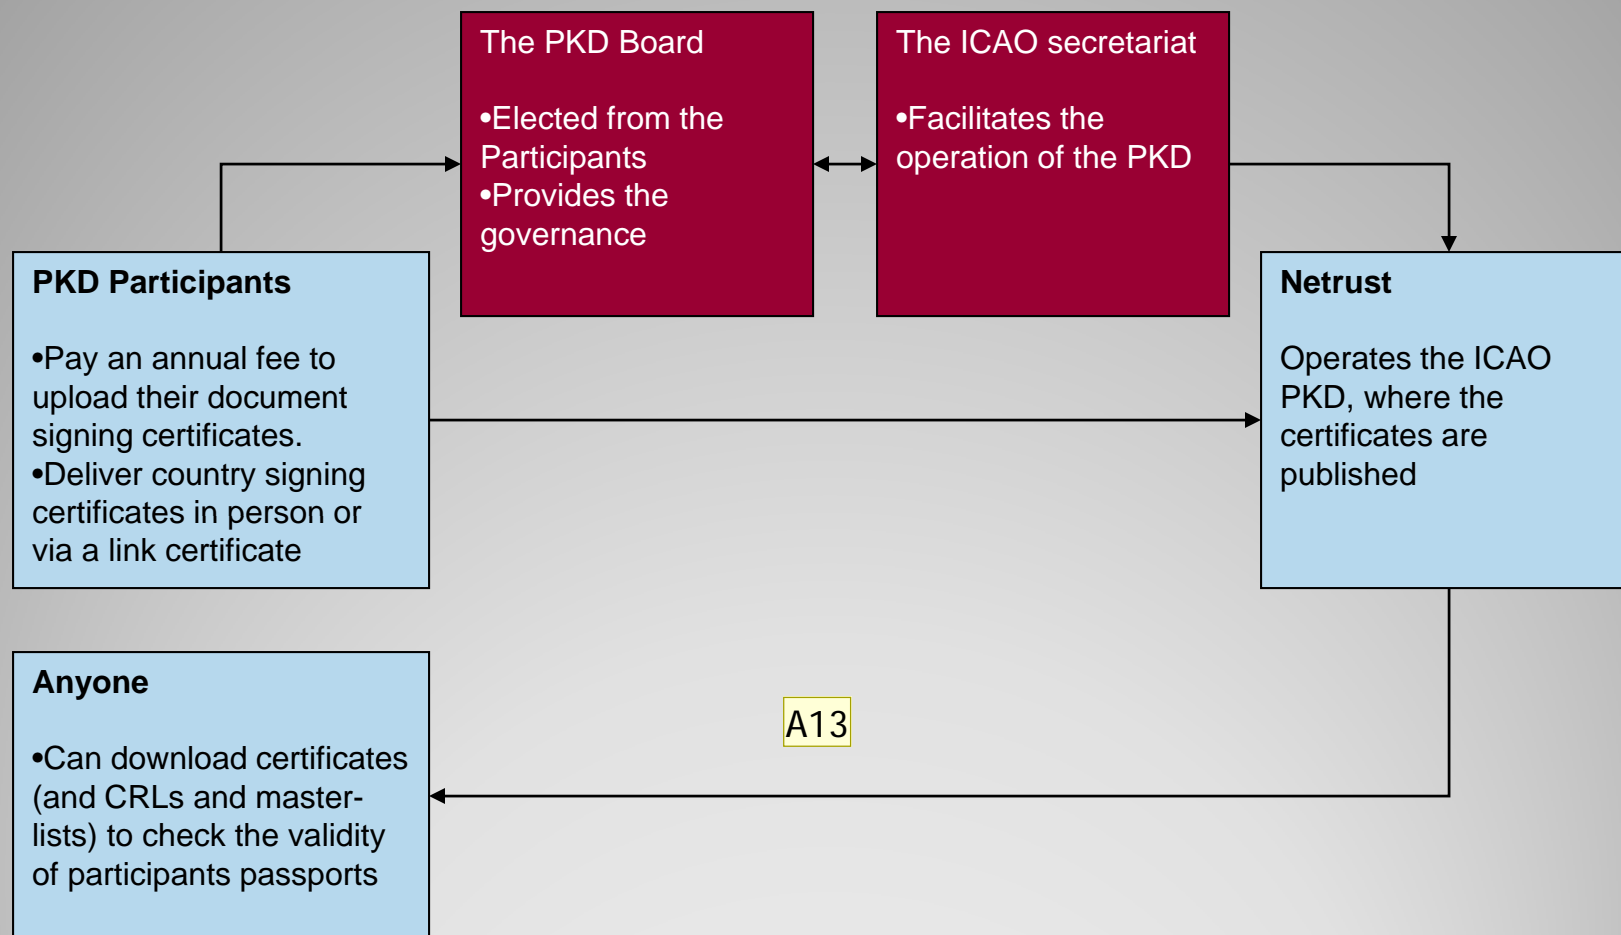 The PKD Board
•Elected from the
Participants
•Provides the
governance
The ICAO secretariat
•Facilitates the
operation of the PKD
PKD Participants
•Pay an annual fee to
upload their document
signing certificates.
•Deliver country signing
certificates in person or
via a link certificate
Netrust
Operates the ICAO
PKD, where the
certificates are
published
Anyone
•Can download certificates
(and CRLs and master-
lists) to check the validity
of participants passports
A13